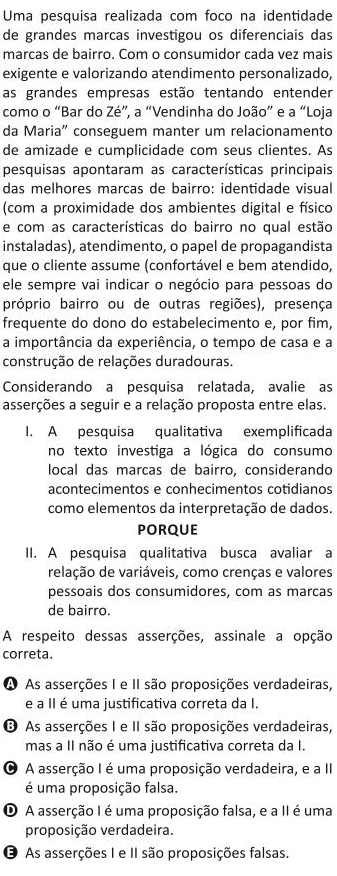 Uma pesquisa realizada com foco na identidade
de grandes marcas investigou os diferenciais das
marcas de bairro. Com o consumidor cada vez mais
exigente e valorizando atendimento personalizado,
as grandes empresas estão tentando entender
como o “Bar do Zé”, a “Vendinha do João” e a “Loja
da Maria” conseguem manter um relacionamento
de amizade e cumplicidade com seus clientes. As
pesquisas apontaram as características principais
das melhores marcas de bairro: identidade visual
(com a proximidade dos ambientes digital e físico
e com as características do bairro no qual estão
instaladas), atendimento, o papel de propagandista
que o cliente assume (confortável e bem atendido,
ele sempre vai indicar o negócio para pessoas do
próprio bairro ou de outras regiões), presença
frequente do dono do estabelecimento e, por fim,
a importância da experiência, o tempo de casa e a
construção de relações duradouras.
Considerando a pesquisa relatada, avalie as
asserções a seguir e a relação proposta entre elas.
I. A pesquisa qualitativa exemplificada
no texto investiga a lógica do consumo
local das marcas de bairro, considerando
acontecimentos e conhecimentos cotidianos
como elementos da interpretação de dados.
PORQUE
II. A pesquisa qualitativa busca avaliar a
relação de variáveis, como crenças e valores
pessoais dos consumidores, com as marcas
de bairro.
A respeito dessas asserções, assinale a opção
correta.
A As asserções I e II são proposições verdadeiras,
e a II é uma justificativa correta da I.
B As asserções I e II são proposições verdadeiras,
mas a II não é uma justificativa correta da I.
C A asserção I é uma proposição verdadeira, e a II
é uma proposição falsa.
D A asserção I é uma proposição falsa, e a II é uma
proposição verdadeira.
E As asserções I e II são proposições falsas.